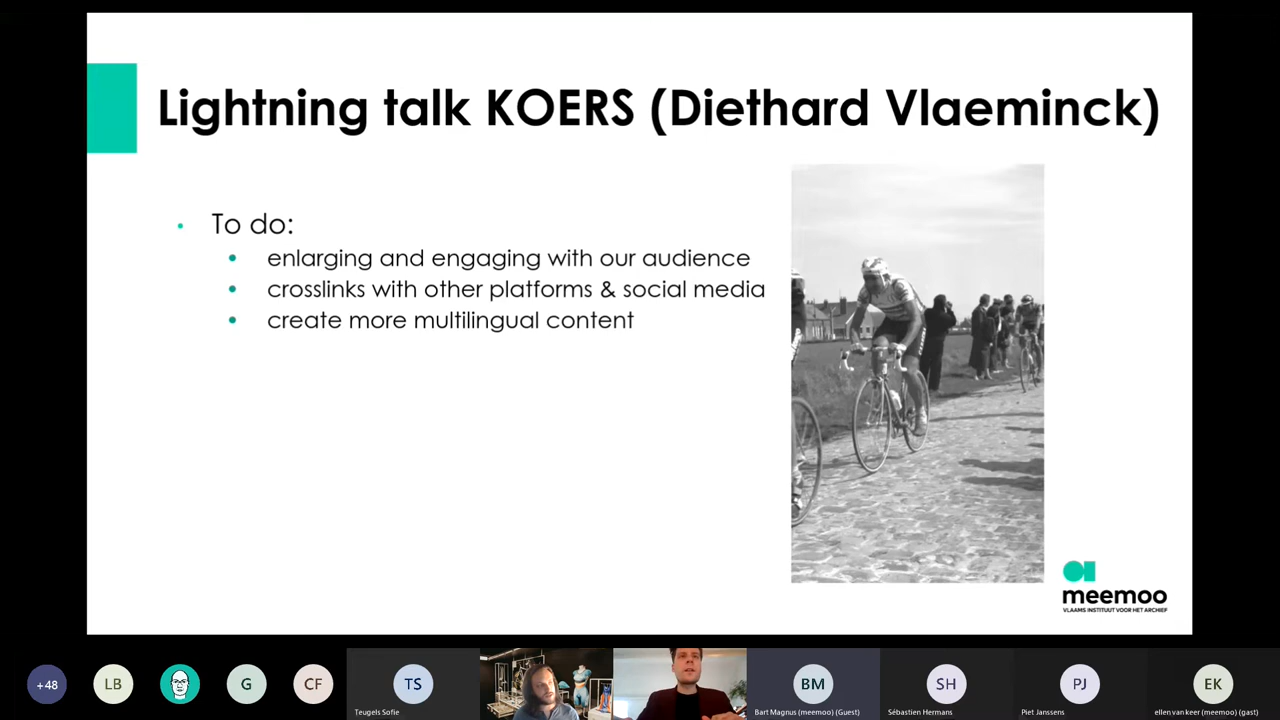 Lightning talk KOERS (Diethard Vlaeminck)
• To do:
• enlarging and engaging with our audience
• crosslinks with other platforms & social media
• create more multilingual content
meemoo
VLAAMS INSTITUUT VOOR HET ARCHIEF
+48
LB
G
CF
TS
BM
SH
PJ
EK
Teugels Sofie
Bart Magnus (meemoo) (Guest)
Sébastien Hermans
Piet Janssens
ellen van keer (meemoo) (gast)